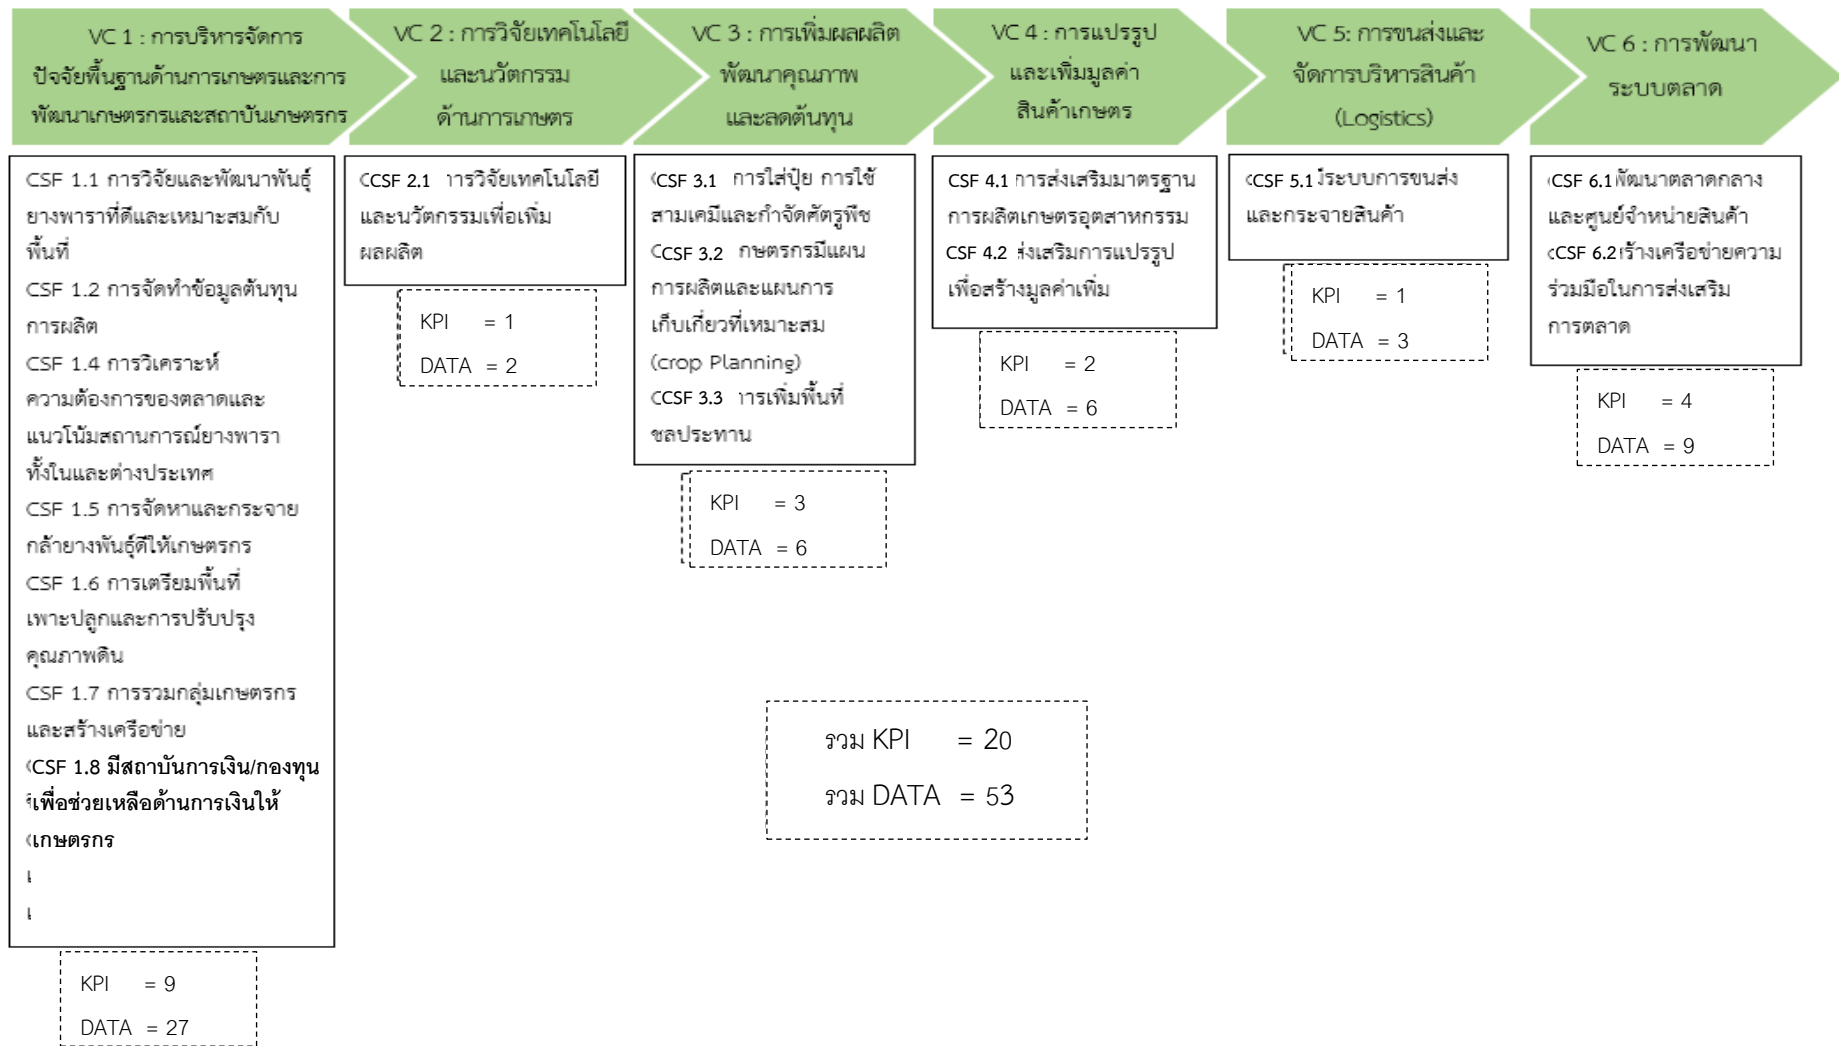 VC 1 : การบริหารจัดการ
ปัจจัยพื้นฐานด้านการเกษตรและการ
พัฒนาเกษตรกรและสถาบันเกษตรกร
VC 2 : การวิจัยเทคโนโลยี
และนวัตกรรม
ด้านการเกษตร
VC 3 : การเพิ่มผลผลิต
พัฒนาคุณภาพ
และลดต้นทุน
VC 4 : การแปรรูป
และเพิ่มมูลค่า
สินค้าเกษตร
VC 5: การขนส่งและ
จัดการบริหารสินค้า
(Logistics)
VC 6 : การพัฒนา
ระบบตลาด
CSF 1.1 การวิจัยและพัฒนาพันธุ์
ยางพาราที่ดีและเหมาะสมกับ
พื้นที่
CSF 1.2 การจัดทำข้อมูลต้นทุน
การผลิต
CSF 1.4 การวิเคราะห์
ความต้องการของตลาดและ
แนวโน้มสถานการณ์ยางพารา
ทั้งในและต่างประเทศ
CSF 1.5 การจัดหาและกระจาย
กล้ายางพันธุ์ดีให้เกษตรกร
CSF 1.6 การเตรียมพื้นที่
เพาะปลูกและการปรับปรุง
คุณภาพดิน
CSF 1.7 การรวมกลุ่มเกษตรกร
และสร้างเครือข่าย
CSF 1.8 มีสถาบันการเงิน/กองทุน
เพื่อช่วยเหลือด้านการเงินให้
เกษตรกร
KPI = 9
DATA = 27
CSF 2.1 ารวิจัยเทคโนโลยี
และนวัตกรรมเพื่อเพิ่ม
ผลผลิต
KPI = 1
DATA = 2
CSF 3.1 การใส่ปุ๋ย การใช้
สามเคมีและกำจัดศัตรูพืช
CSF 3.2 กษตรกรมีแผน
การผลิตและแผนการ
เก็บเกี่ยวที่เหมาะสม
(crop Planning)
CSF 3.3 ารเพิ่มพื้นที่
ชลประทาน
KPI = 3
DATA = 6
CSF 4.1 การส่งเสริมมาตรฐาน
การผลิตเกษตรอุตสาหกรรม
CSF 4.2 ส่งเสริมการแปรรูป
เพื่อสร้างมูลค่าเพิ่ม
KPI = 2
DATA = 6
CSF 5.1 ระบบการขนส่ง
และกระจายสินค้า
KPI = 1
DATA = 3
CSF 6.1 พัฒนาตลาดกลาง
และศูนย์จำหน่ายสินค้า
CSF 6.2 ร้างเครือข่ายความ
ร่วมมือในการส่งเสริม
การตลาด
KPI = 4
DATA = 9
รวม KPI = 20
รวม DATA = 53